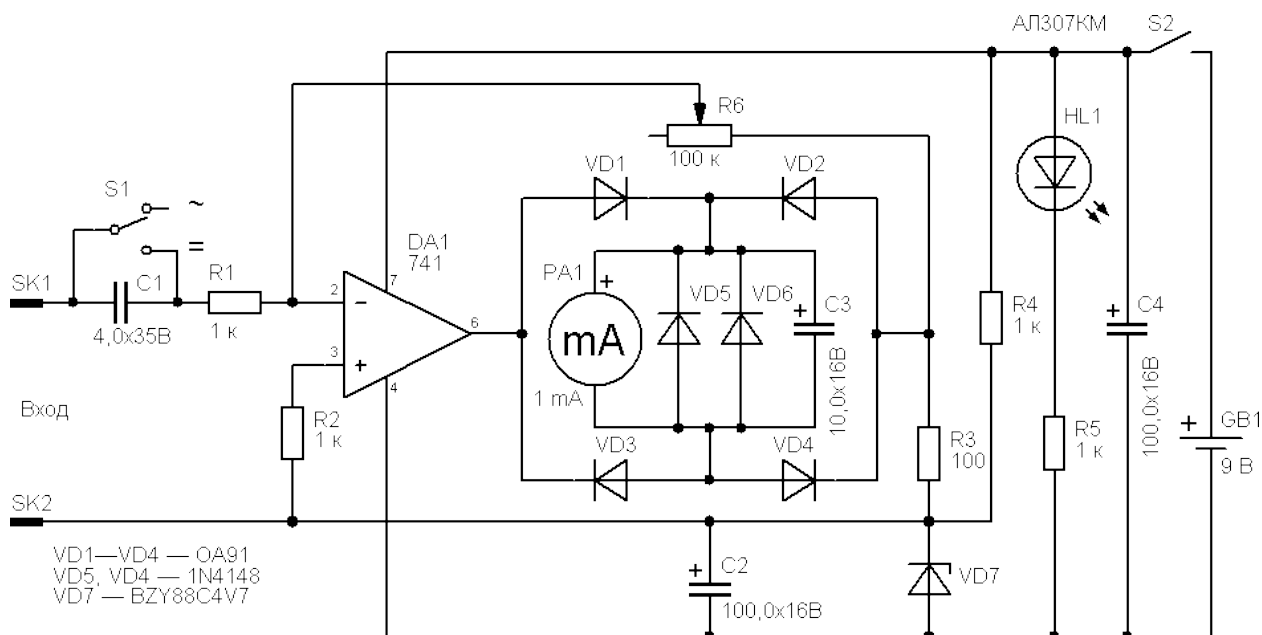 АЛ307КМ
S2
R6
100 к
HL1
VD1
VD2
S1
~
=
DA1
741
SK1
C1
R1
4,0x35В
1 к
2
−
7
6
3
+
4
PA1
+
mA
1 mA
VD5
VD6
C3
+
10,0x16В
R4
1 к
C4
+
100,0x16В
Вход
R2
1 к
VD3
VD4
R3
100
R5
1 к
GB1
+
9 В
SK2
VD1—VD4 — OA91
VD5, VD4 — 1N4148
VD7 — BZY88C4V7
C2
+
100,0x16В
VD7